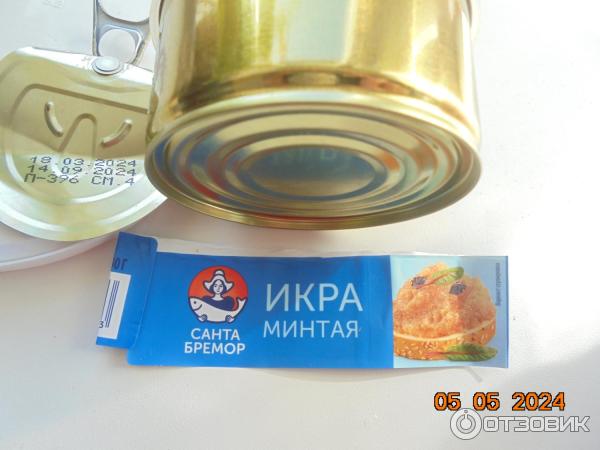 18.03.2024
14.09.2024
П-396 СМ.4
САНТА
БРЕМОР
ИКРА
МИНТАЯ
05 05 2024
ОТЗОВИК